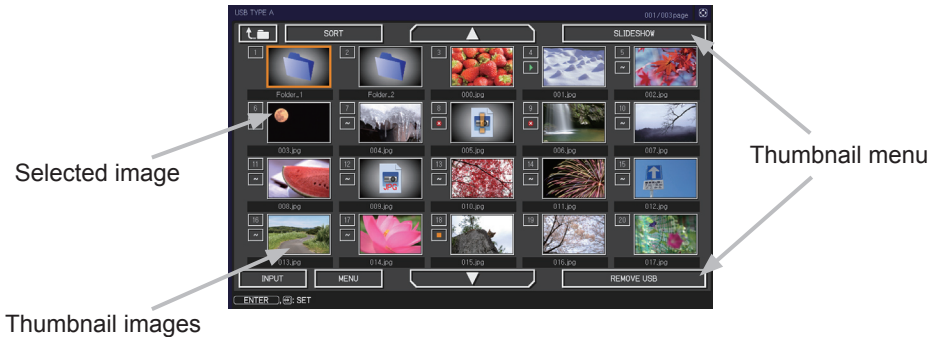 USB TYPE A 001/003page
SORT SLIDESHOW
1 2 3 4 5
Folder_1 Folder_2 000.jpg 001.jpg 002.jpg
6 7 8 9 10
003.jpg 004.jpg 005.jpg 006.jpg 007.jpg
Selected image
Thumbnail menu
11 12 13 14 15
JPG
008.jpg 009.jpg 010.jpg 011.jpg 012.jpg
16 17 18 19 20
013.jpg 014.jpg 015.jpg 016.jpg 017.jpg
INPUT MENU REMOVE USB
ENTER , : SET
Thumbnail images